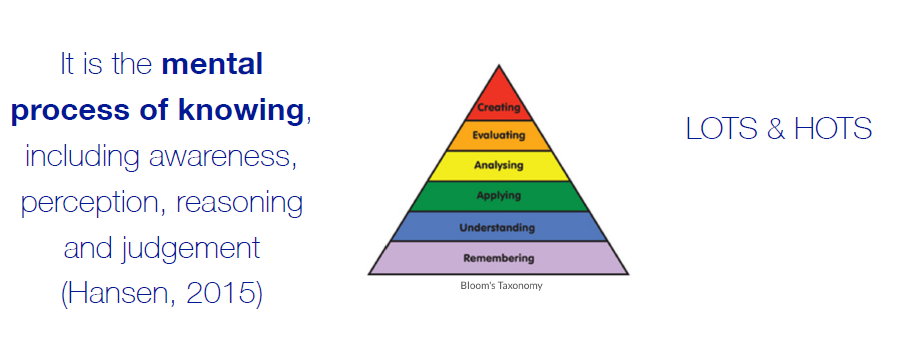 It is the mental
process of knowing,
including awareness,
perception, reasoning
and judgement
(Hansen, 2015)
Creating
Evaluating
Analysing
Applying
Understanding
Remembering
Bloom's Taxonomy
LOTS & HOTS